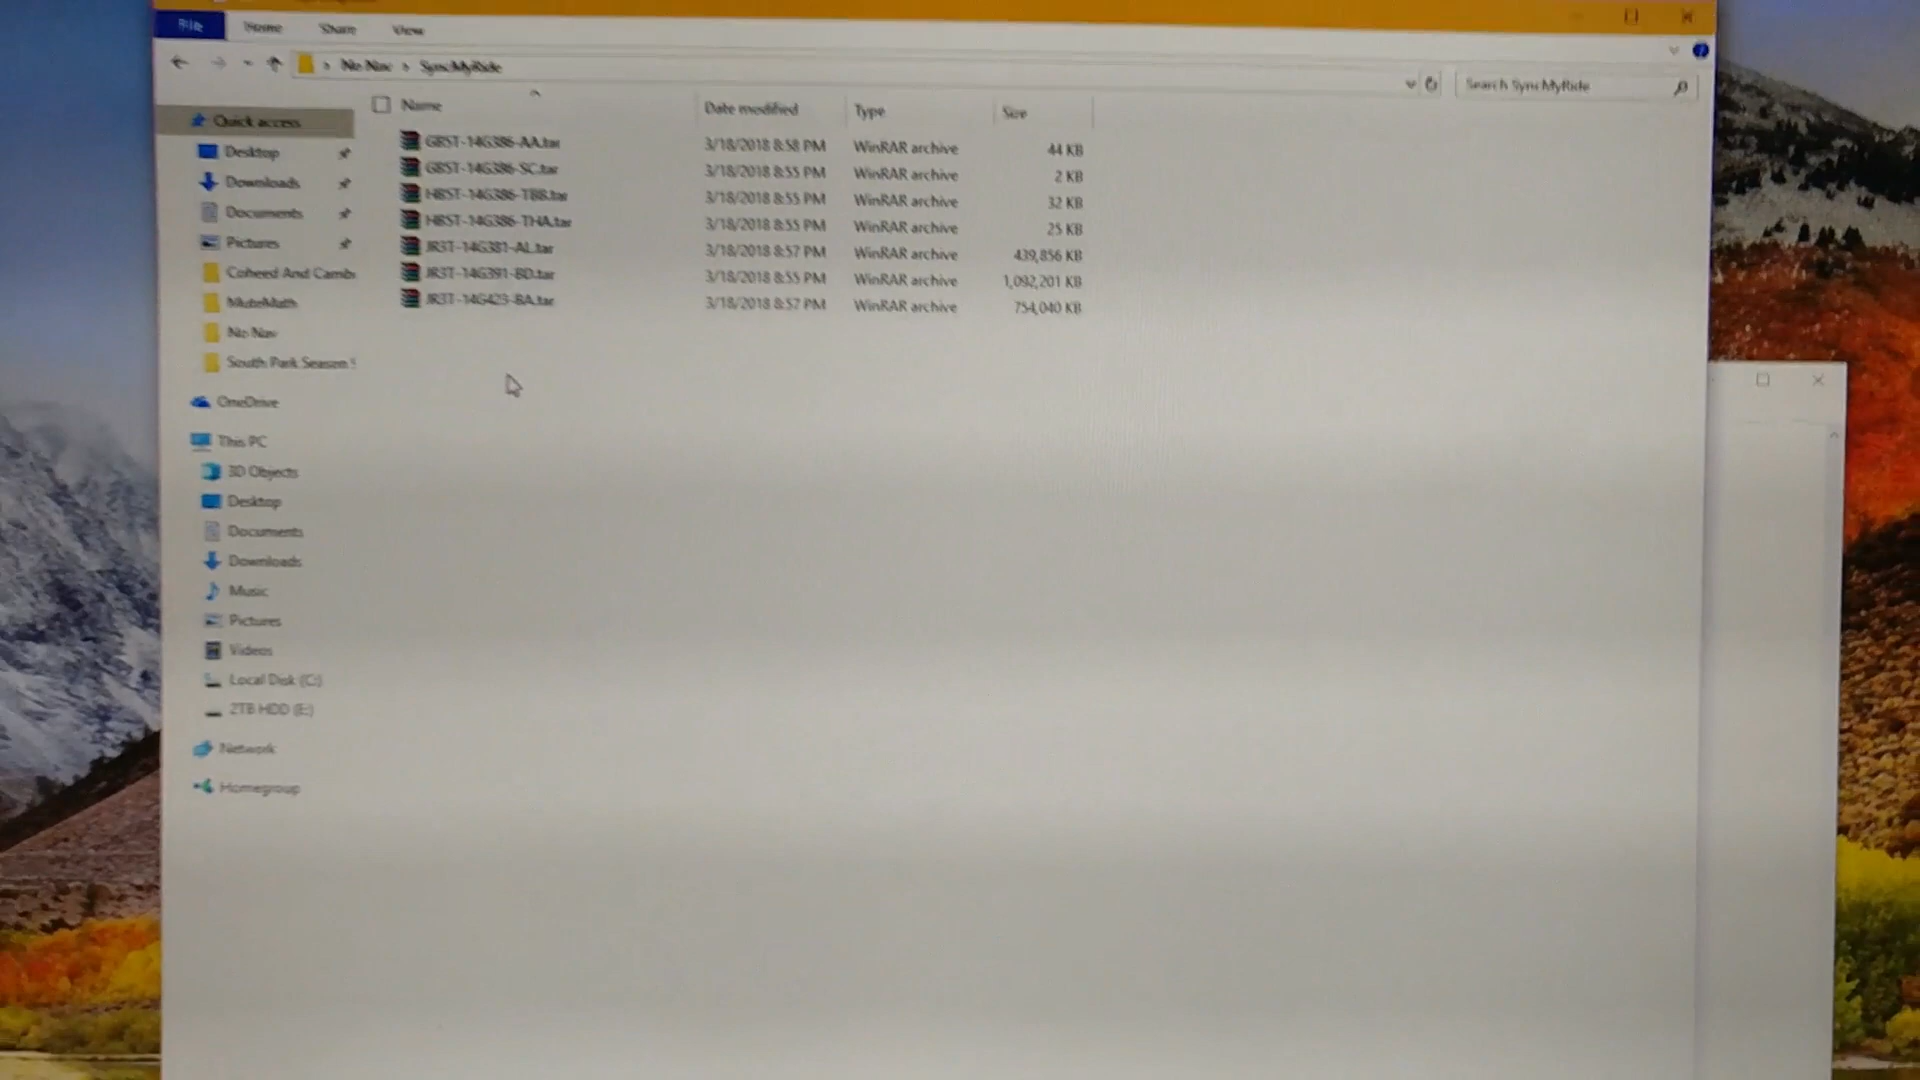 File Home Share View
No Nav > SyncMyRide
Search SyncMyRide
Name Date modified Type Size
Quick access
Desktop
Downloads
Documents
Pictures
Coheed And Camb
MuteMath
No Nav
South Park Season
OneDrive
This PC
3D Objects
Desktop
Documents
Downloads
Music
Pictures
Videos
Local Disk (C:)
2TB HDD (E:)
Network
Homegroup
GB5T-14G386-AA.tar 3/18/2018 8:58 PM WinRAR archive 44 KB
GB5T-14G386-SC.tar 3/18/2018 8:55 PM WinRAR archive 2 KB
HB5T-14G386-TBB.tar 3/18/2018 8:55 PM WinRAR archive 32 KB
HB5T-14G386-THA.tar 3/18/2018 8:55 PM WinRAR archive 25 KB
JR3T-14G381-AL.tar 3/18/2018 8:57 PM WinRAR archive 439,856 KB
JR3T-14G391-BD.tar 3/18/2018 8:55 PM WinRAR archive 1,092,201 KB
JR3T-14G423-BA.tar 3/18/2018 8:57 PM WinRAR archive 754,040 KB